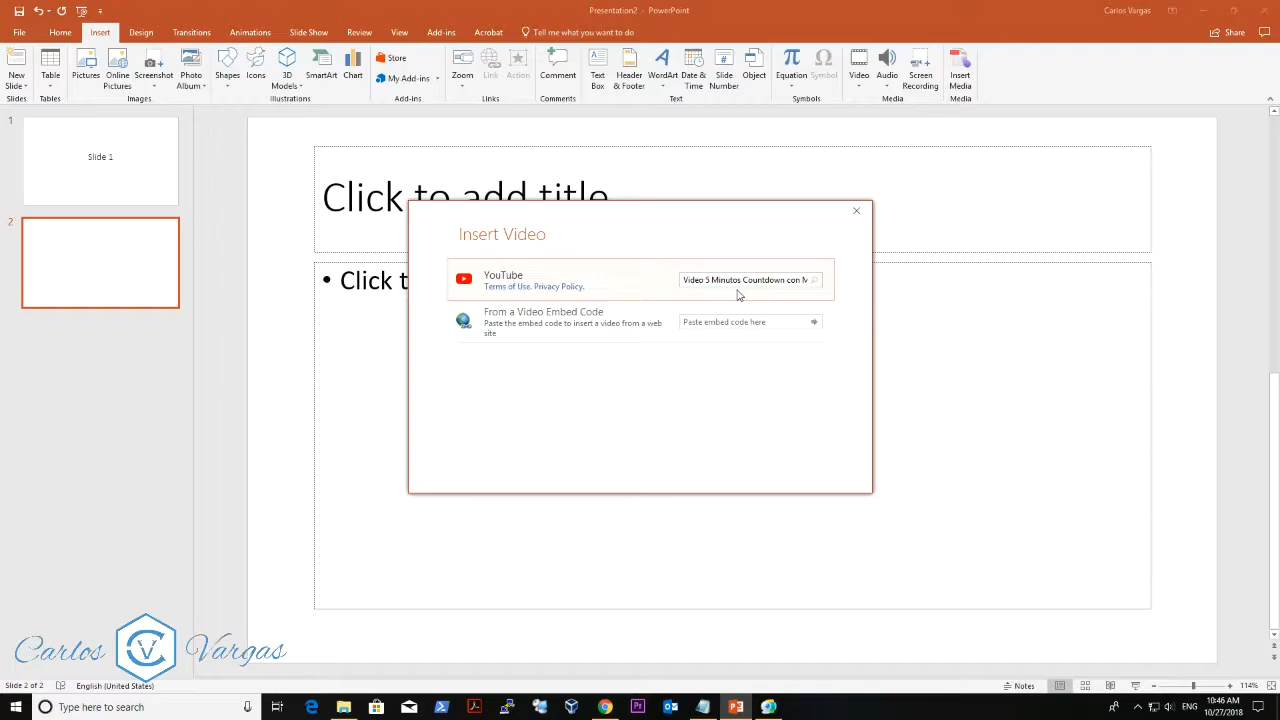 Presentation2 - PowerPoint
Carlos Vargas
File Home Insert Design Transitions Animations Slide Show Review View Add-ins Acrobat Tell me what you want to do Share
New Slide
Table
Pictures
Online Pictures
Screenshot
Photo Album
Shapes
Icons
3D Models
SmartArt
Chart
Store
My Add-ins
Zoom
Link
Action
Comment
Text Box
Header & Footer
WordArt
Date & Time
Slide Number
Object
Equation
Symbol
Video
Audio
Screen Recording
Insert Media
Slides Tables Images Illustrations Add-ins Links Comments Text Symbols Media Media
1
Slide 1
2
Click to add title
• Click t
Insert Video
YouTube
Terms of Use. Privacy Policy.
Video 5 Minutos Countdown con M
From a Video Embed Code
Paste the embed code to insert a video from a web
site
Paste embed code here
Carlos CV Vargas
Slide 2 of 2 English (United States) Notes 114%
Type here to search
10:46 AM
10/27/2018